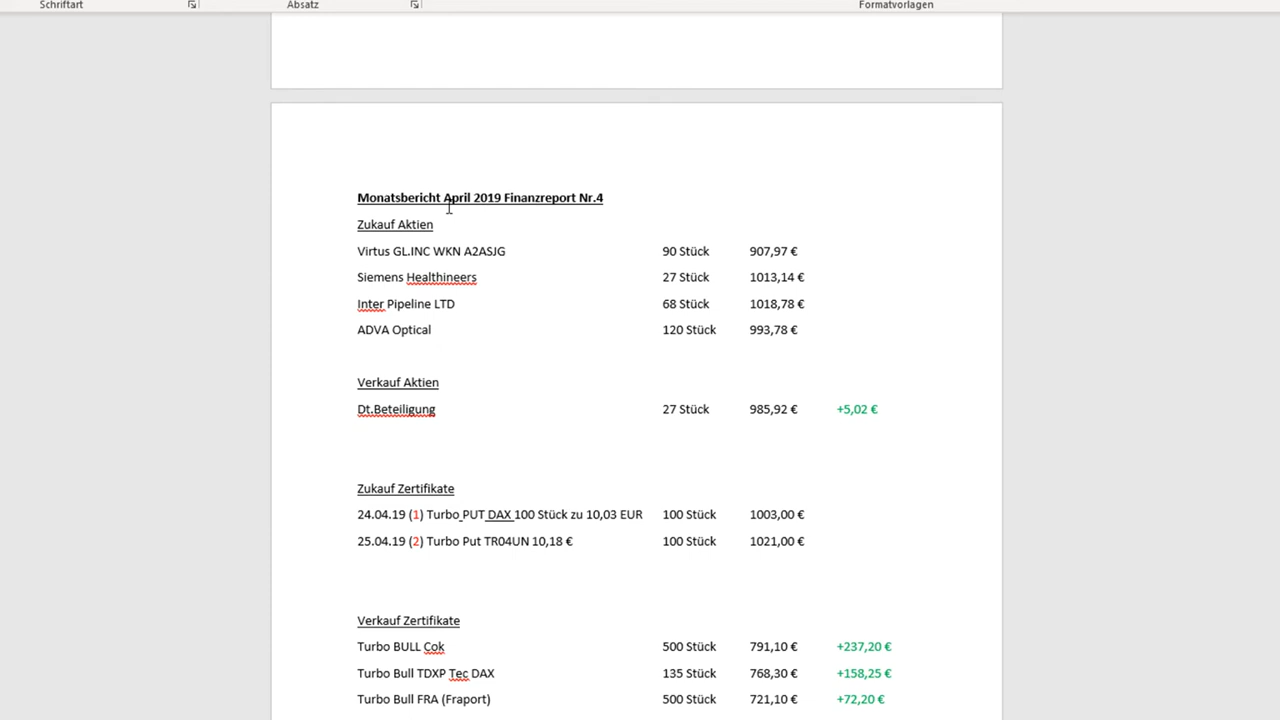 Schriftart Absatz Formatvorlagen
Monatsbericht April 2019 Finanzreport Nr.4
Zukauf Aktien
Virtus GL.INC WKN A2ASJG 90 Stück 907,97 €
Siemens Healthineers 27 Stück 1013,14 €
Inter Pipeline LTD 68 Stück 1018,78 €
ADVA Optical 120 Stück 993,78 €
Verkauf Aktien
Dt.Beteiligung 27 Stück 985,92 € +5,02 €
Zukauf Zertifikate
24.04.19 (1) Turbo PUT DAX 100 Stück zu 10,03 EUR 100 Stück 1003,00 €
25.04.19 (2) Turbo Put TR04UN 10,18 € 100 Stück 1021,00 €
Verkauf Zertifikate
Turbo BULL Cok 500 Stück 791,10 € +237,20 €
Turbo Bull TDXP Tec DAX 135 Stück 768,30 € +158,25 €
Turbo Bull FRA (Fraport) 500 Stück 721,10 € +72,20 €